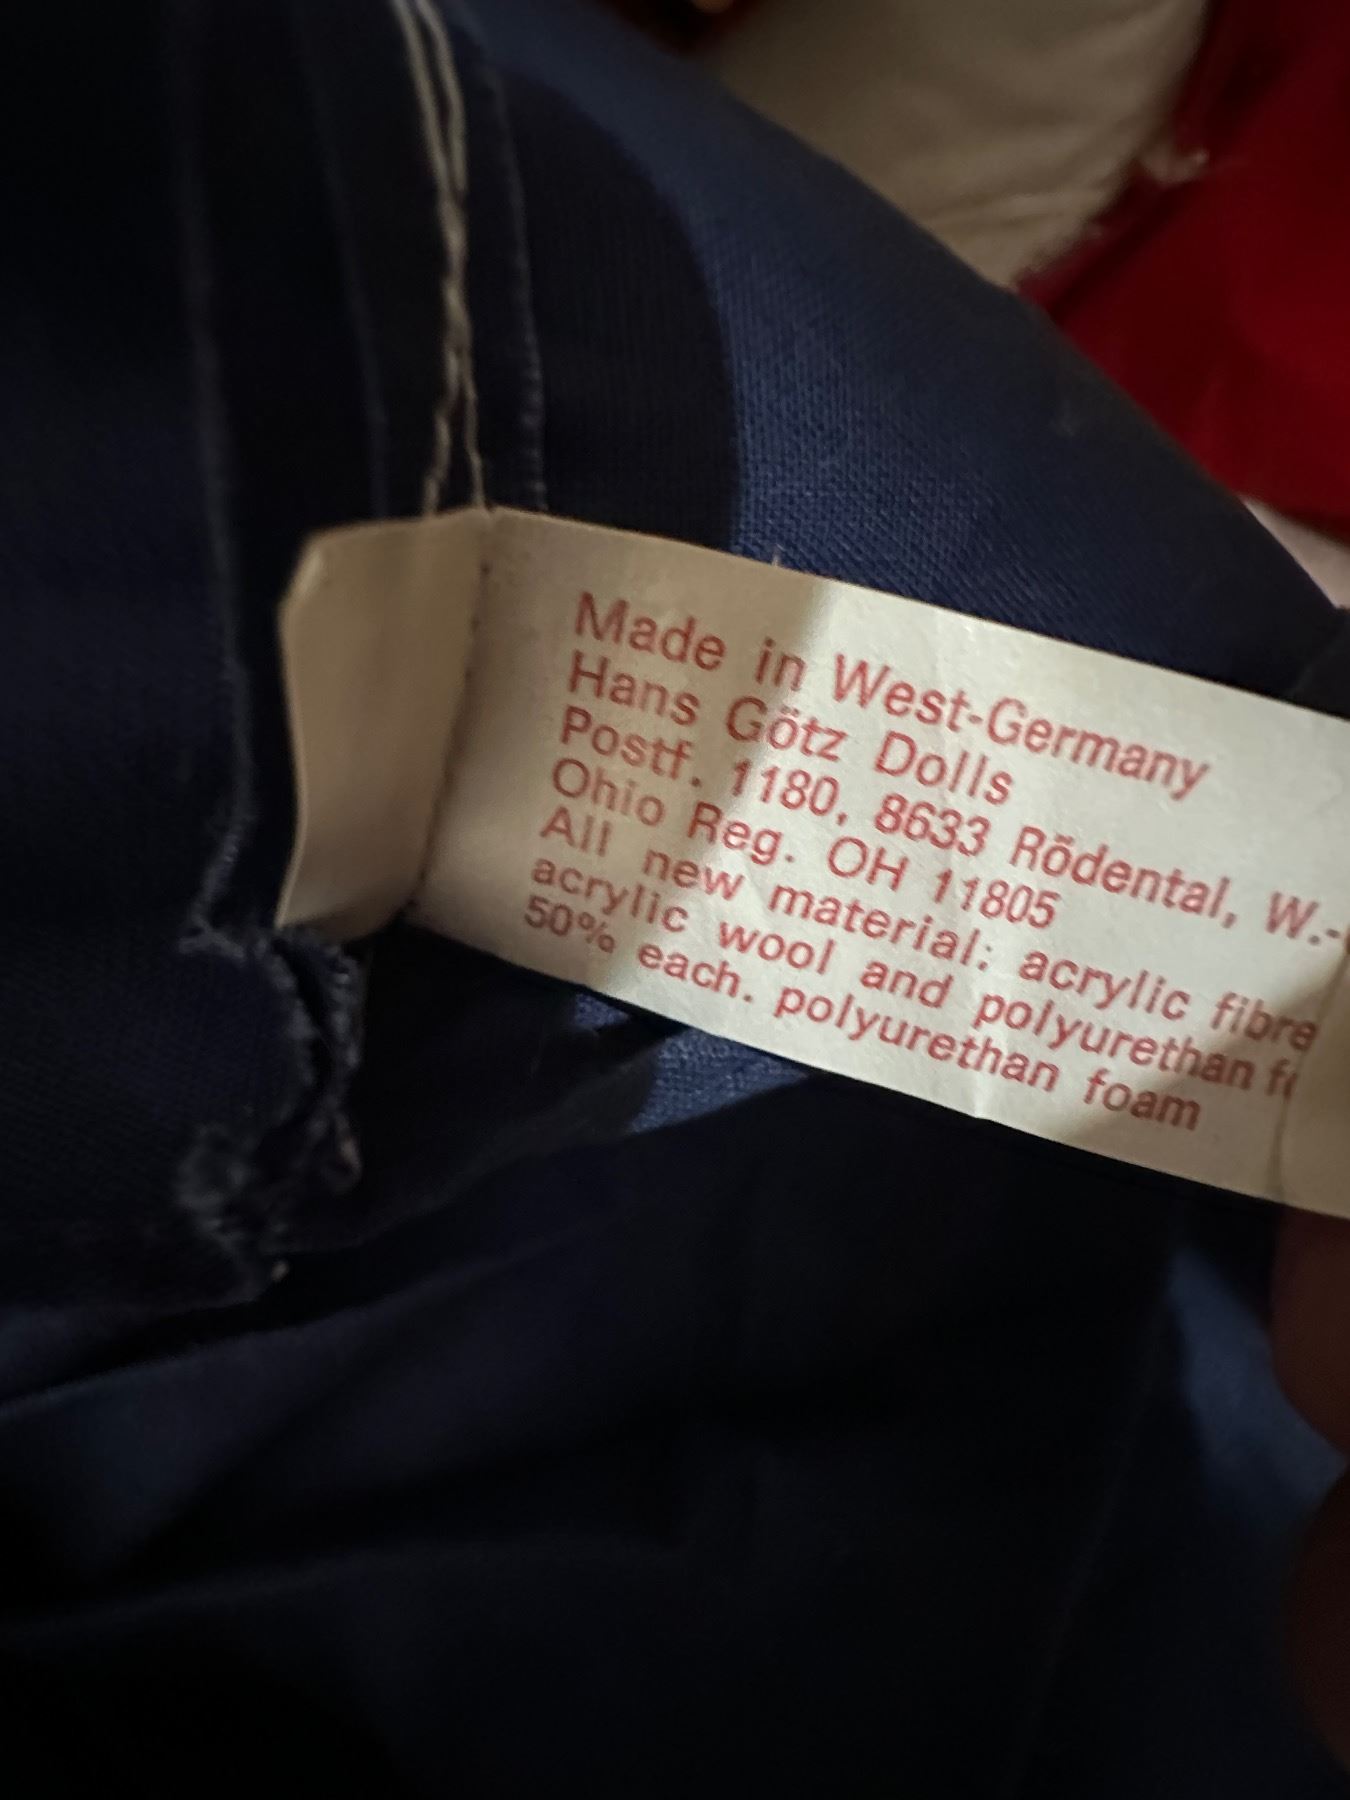 Made in West-Germany
Hans Götz Dolls
Postf. 1180, 8633 Rödental, W.-
Ohio Reg. OH 11805
All new material: acrylic fibre
acrylic wool and polyurethan
50% each. polyurethan foam